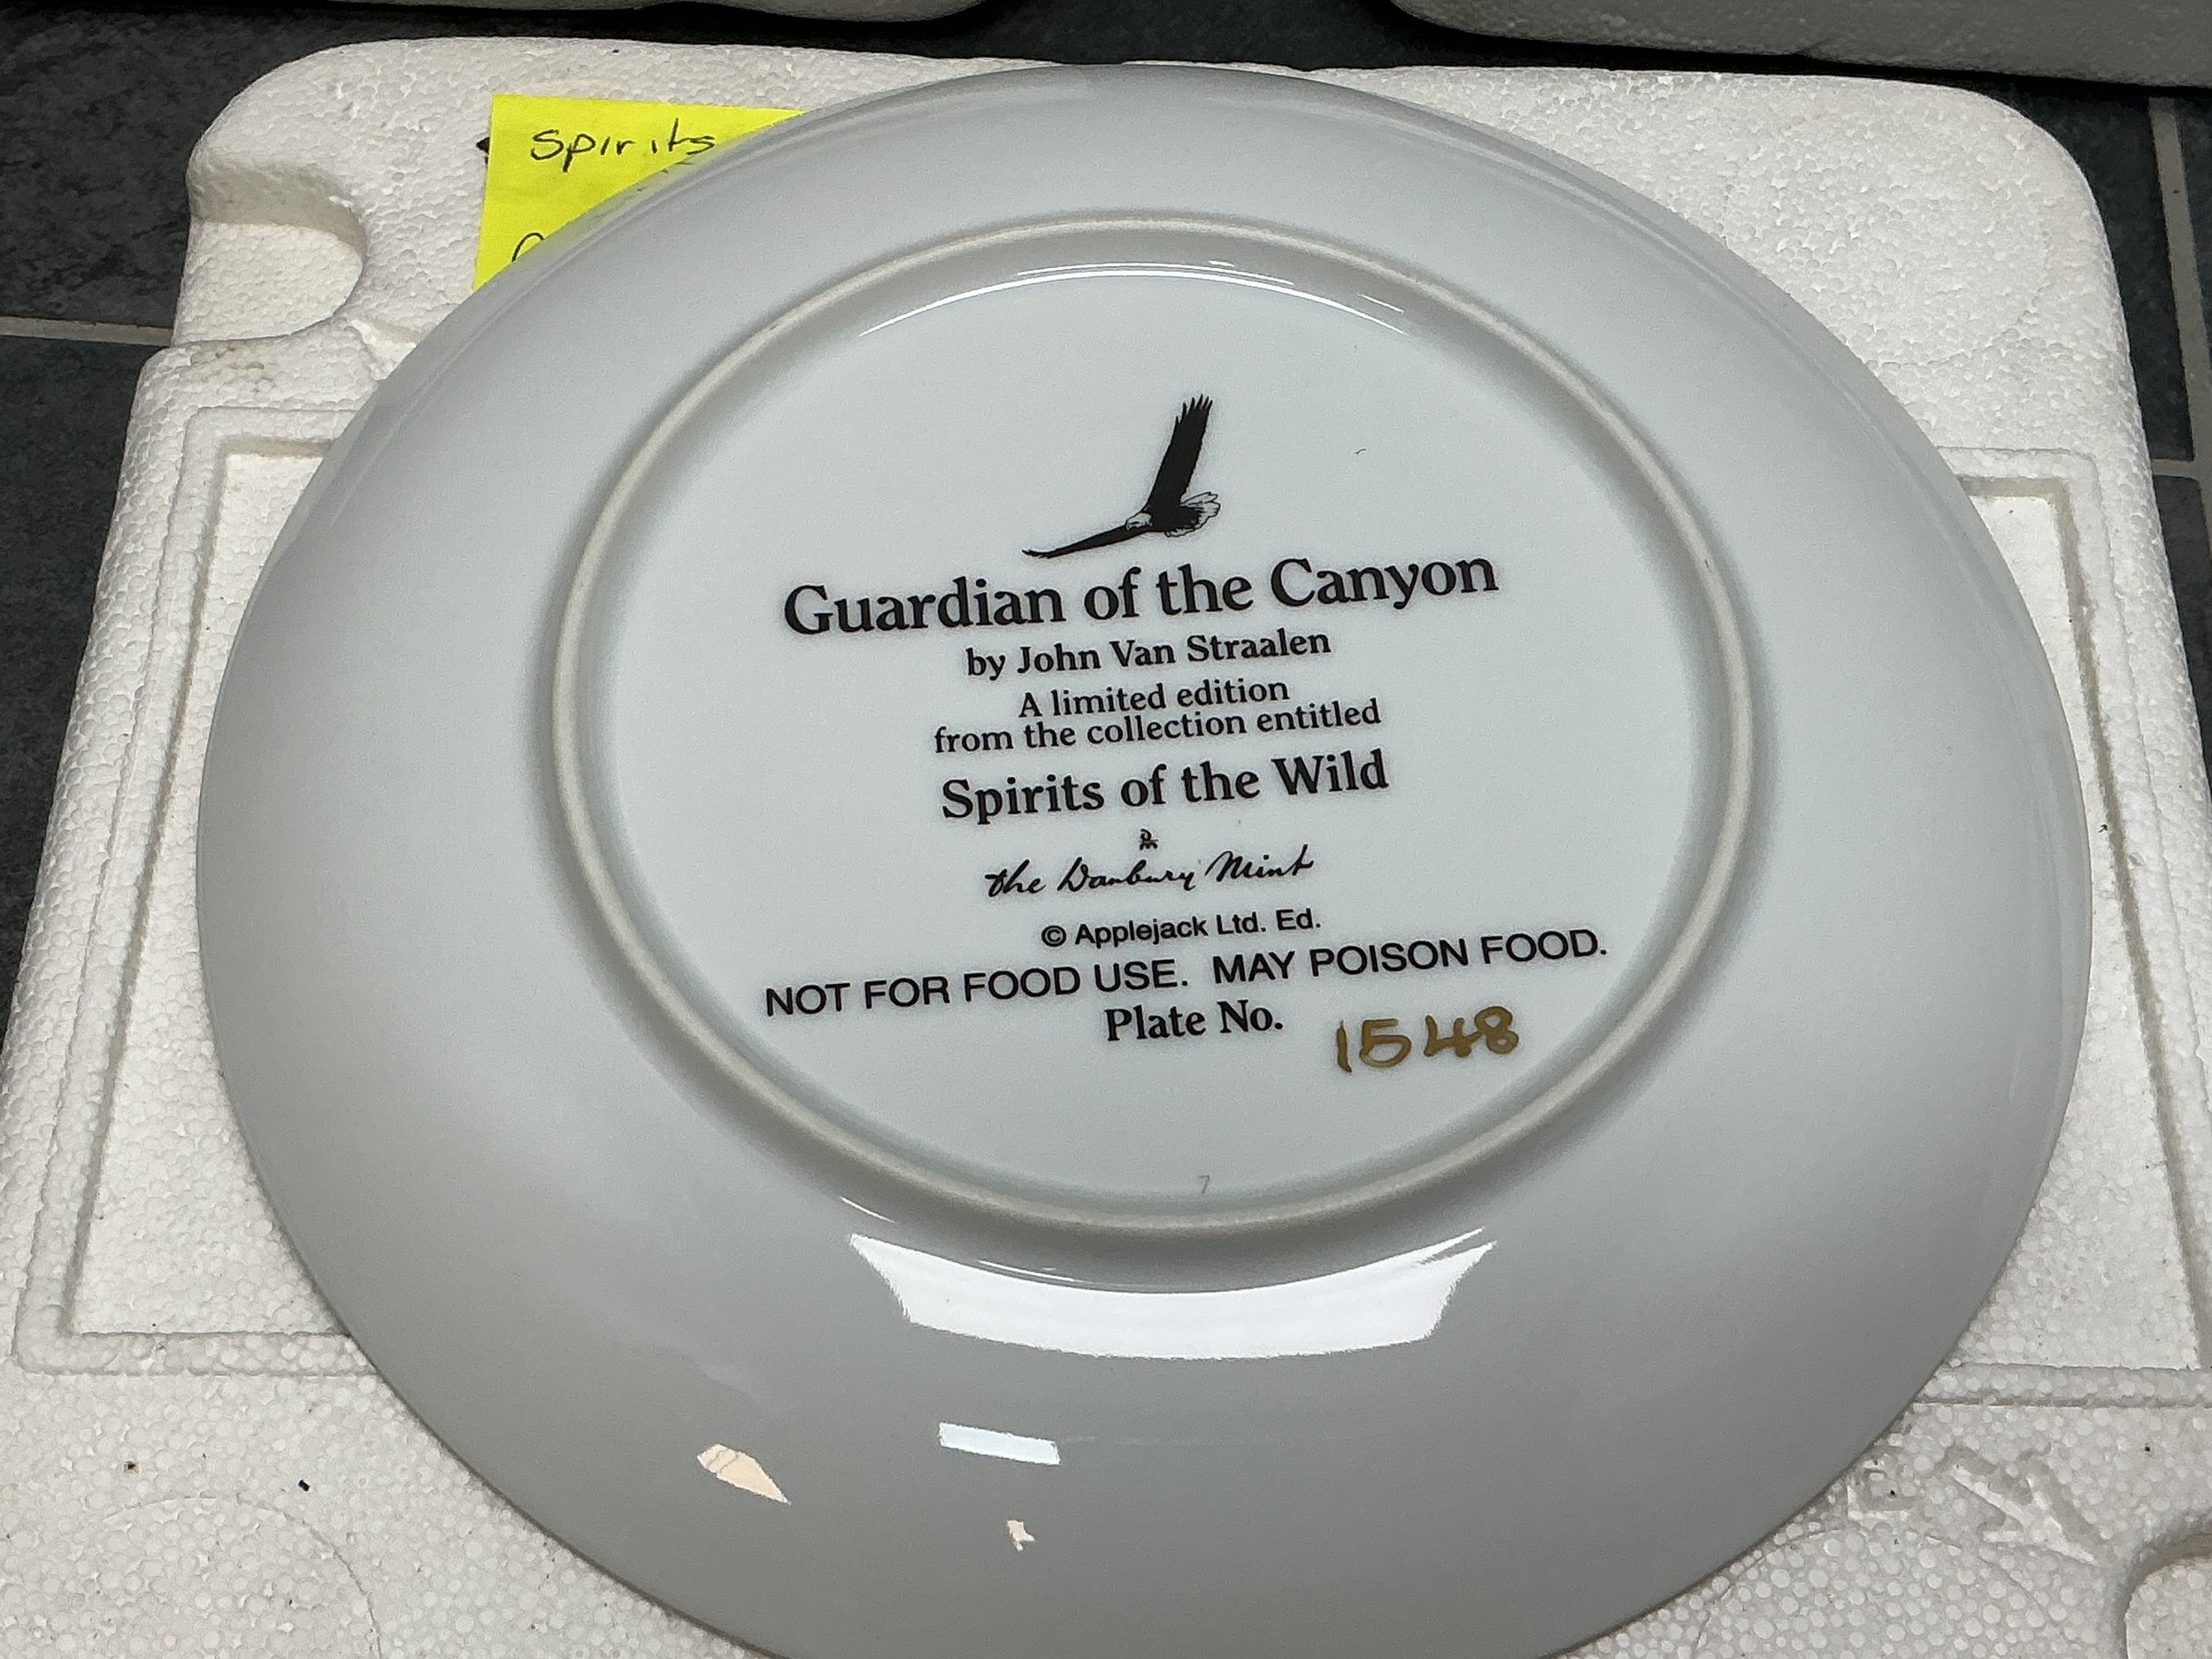 Spirits
Guardian of the Canyon
by John Van Straalen
A limited edition
from the collection entitled
Spirits of the Wild
the Danbury Mint
© Applejack Ltd. Ed.
NOT FOR FOOD USE. MAY POISON FOOD.
Plate No. 1548
7